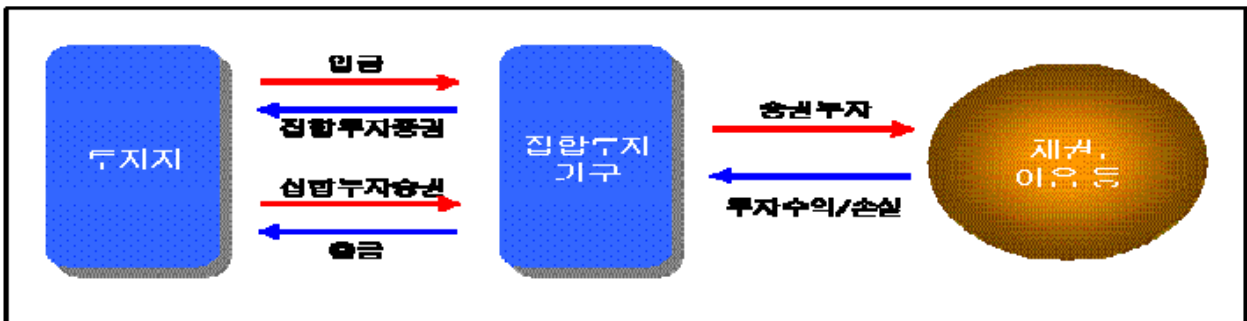 투자자
입금
집합투자증권
집합투자증권
출금
집합투자
기구
증권투자
투자수익/손실
채권,
어음 등